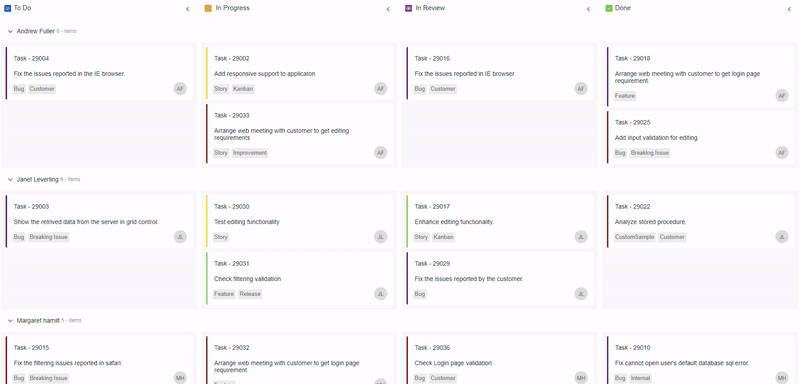 To Do
In Progress
In Review
Done
Andrew Fuller 6 - items
Task - 29004
Fix the issues reported in the IE browser.
Bug Customer
AF
Task - 29002
Add responsive support to applicaton
Story Kanban
AF
Task - 29033
Arrange web meeting with customer to get editing
requirements
Story Improvement
AF
Task - 29016
Fix the issues reported in IE browser.
Bug Customer
AF
Task - 29018
Arrange web meeting with customer to get login page
requirement.
Feature
AF
Task - 29025
Add input validation for editing.
Bug Breaking Issue
AF
Janet Leverling 6 - items
Task - 29003
Show the retrived data from the server in grid control.
Bug Breaking Issue
JL
Task - 29030
Test editing functionality
Story
JL
Task - 29031
Check filtering validation
Feature Release
JL
Task - 29017
Enhance editing functionality.
Story Kanban
JL
Task - 29029
Fix the issues reported by the customer.
Bug
JL
Task - 29022
Analyze stored procedure.
CustomSample Customer
JL
Margaret hamilt 5 - items
Task - 29015
Fix the filtering issues reported in safari.
Bug Breaking Issue
MH
Task - 29032
Arrange web meeting with customer to get login page
requirement
Task - 29036
Check Login page validation.
Bug Customer
MH
Task - 29010
Fix cannot open user's default database sql error.
Bug Internal
MH